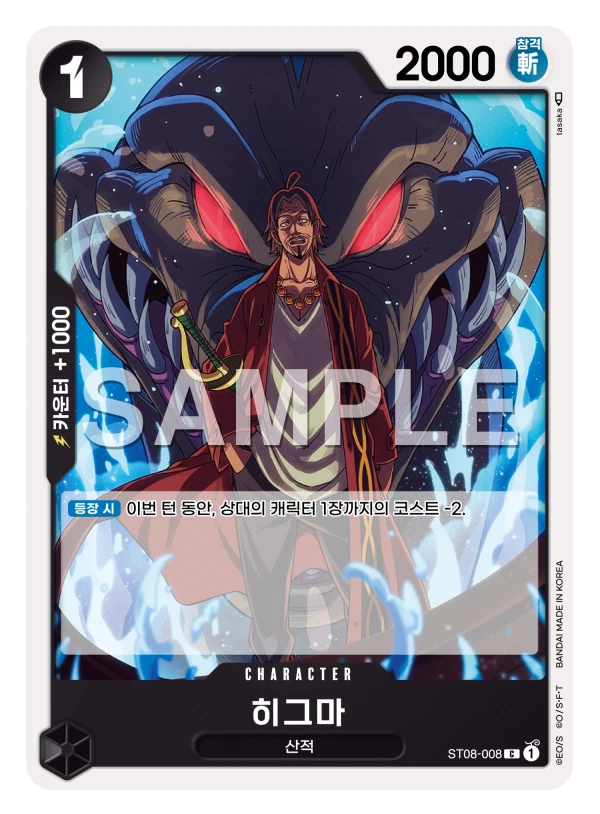 1
2000
참격
斬
tasaka
카운터 +1000
SAMPLE
등장 시 이번 턴 동안, 상대의 캐릭터 1장까지의 코스트 -2.
CHARACTER
히그마
산적
ST08-008 C 1
©EO/S ©O/S·F·T BANDAI MADE IN KOREA